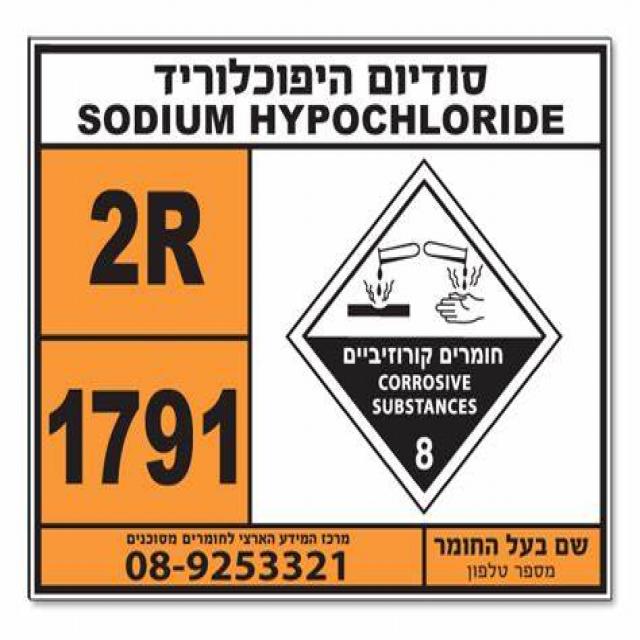 סודיום היפוכלוריד
SODIUM HYPOCHLORIDE
2R
1791
חומרים קורוזיביים
CORROSIVE
SUBSTANCES
8
מרכז המידע הארצי לחומרים מסוכנים
08-9253321
שם בעל החומר
מספר טלפון